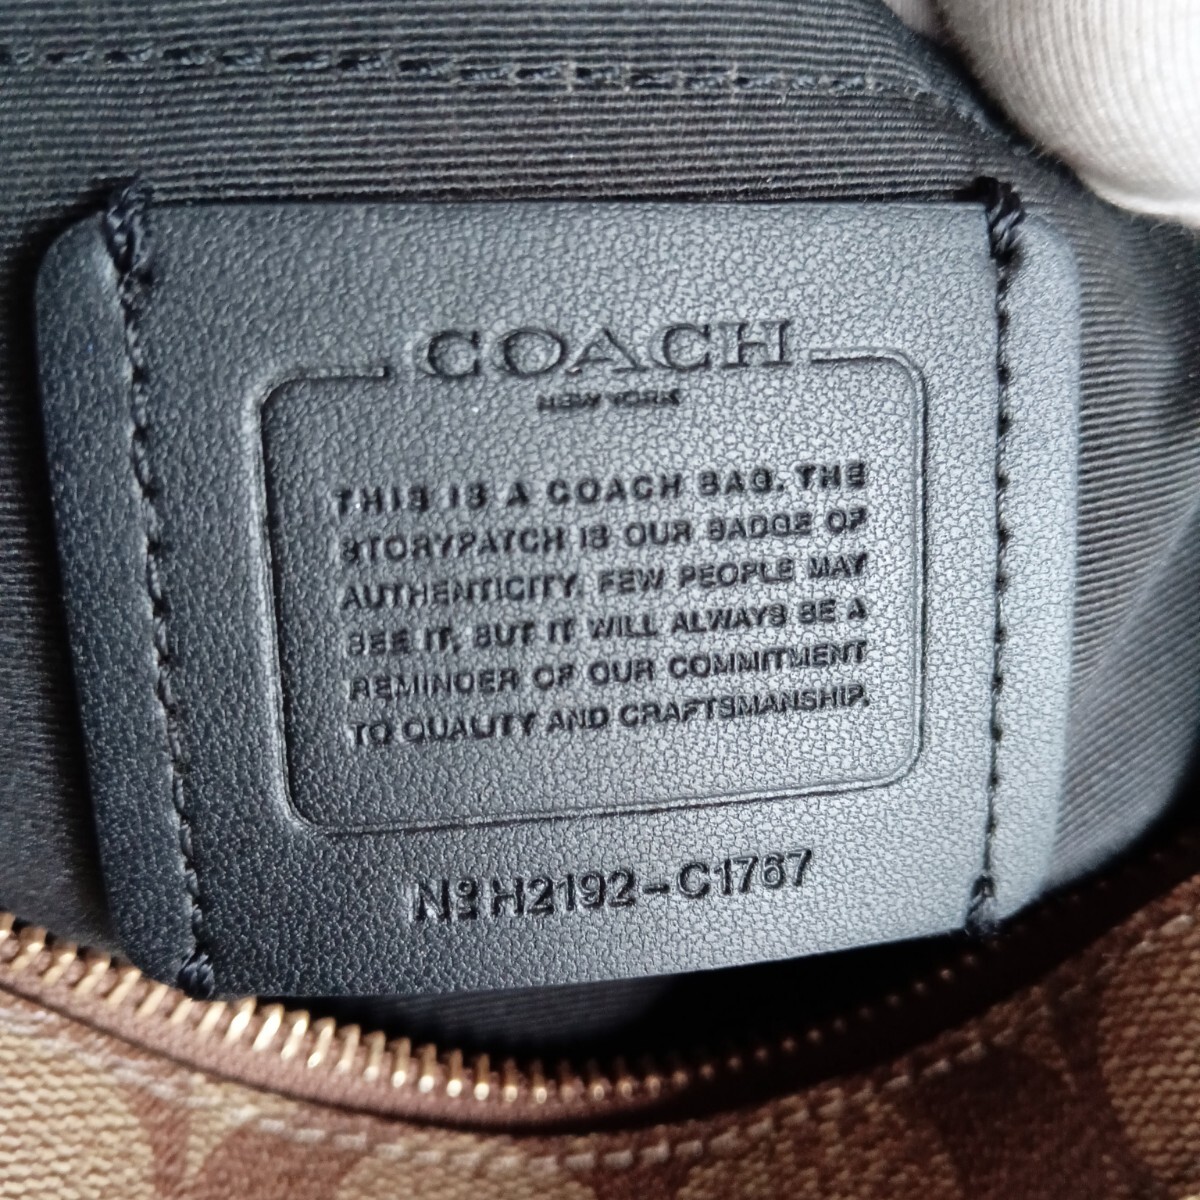 COACH
NEW YORK
THIS IS A COACH BAG. THE
STORYPATCH IS OUR BADGE OF
AUTHENTICITY. FEW PEOPLE MAY
SEE IT, BUT IT WILL ALWAYS BE A
REMINDER OF OUR COMMITMENT
TO QUALITY AND CRAFTSMANSHIP.
Nº H2192-C1767